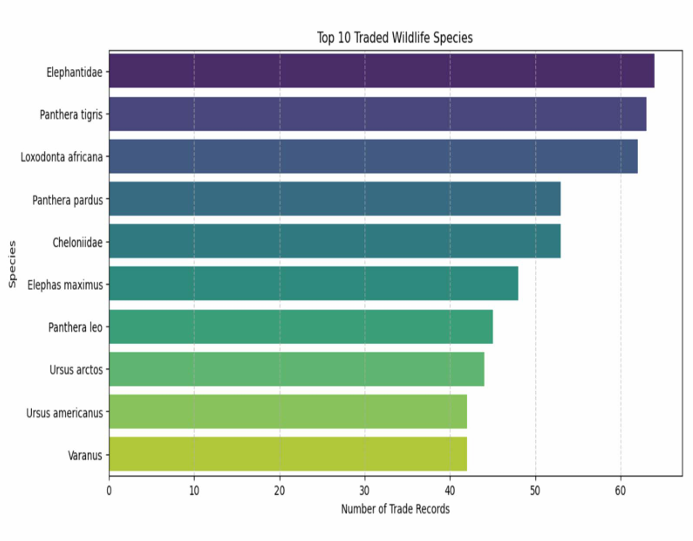 Top 10 Traded Wildlife Species
Elephantidae
Panthera tigris
Loxodonta africana
Panthera pardus
Cheloniidae
Elephas maximus
Panthera leo
Ursus arctos
Ursus americanus
Varanus
Species
0 10 20 30 40 50 60
Number of Trade Records